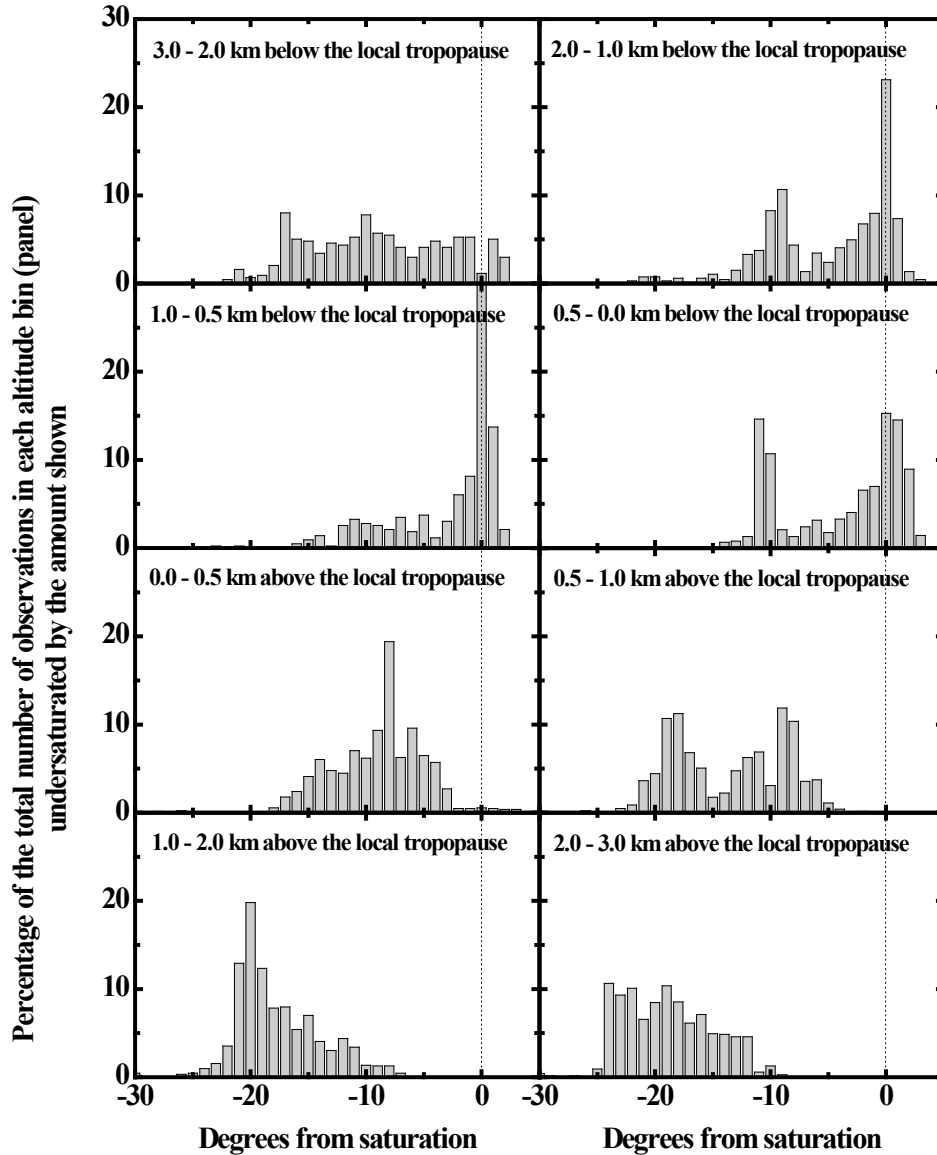 Percentage of the total number of observations in each altitude bin (panel)
undersaturated by the amount shown
30
3.0 - 2.0 km below the local tropopause
2.0 - 1.0 km below the local tropopause
20
10
0
1.0 - 0.5 km below the local tropopause
0.5 - 0.0 km below the local tropopause
20
10
0
0.0 - 0.5 km above the local tropopause
0.5 - 1.0 km above the local tropopause
20
10
0
1.0 - 2.0 km above the local tropopause
2.0 - 3.0 km above the local tropopause
20
10
0
-20 -10 0 -30 -20 -10 0
-30
Degrees from saturation Degrees from saturation